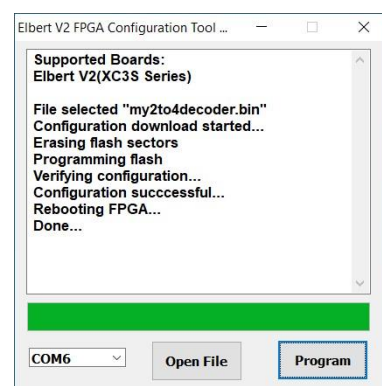 Elbert V2 FPGA Configuration Tool ...
Supported Boards:
Elbert V2(XC3S Series)
File selected "my2to4decoder.bin"
Configuration download started...
Erasing flash sectors
Programming flash
Verifying configuration...
Configuration succcessful...
Rebooting FPGA...
Done...
COM6
Open File
Program